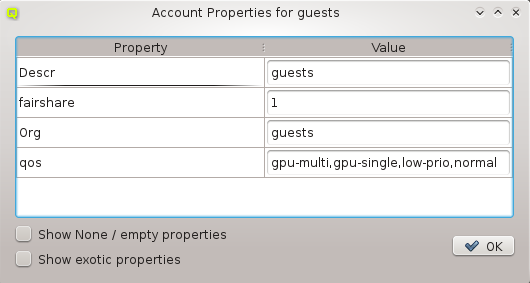 Account Properties for guests
Property Value
Descr guests
fairshare 1
Org guests
qos gpu-multi,gpu-single,low-prio,normal
Show None / empty properties
Show exotic properties
OK